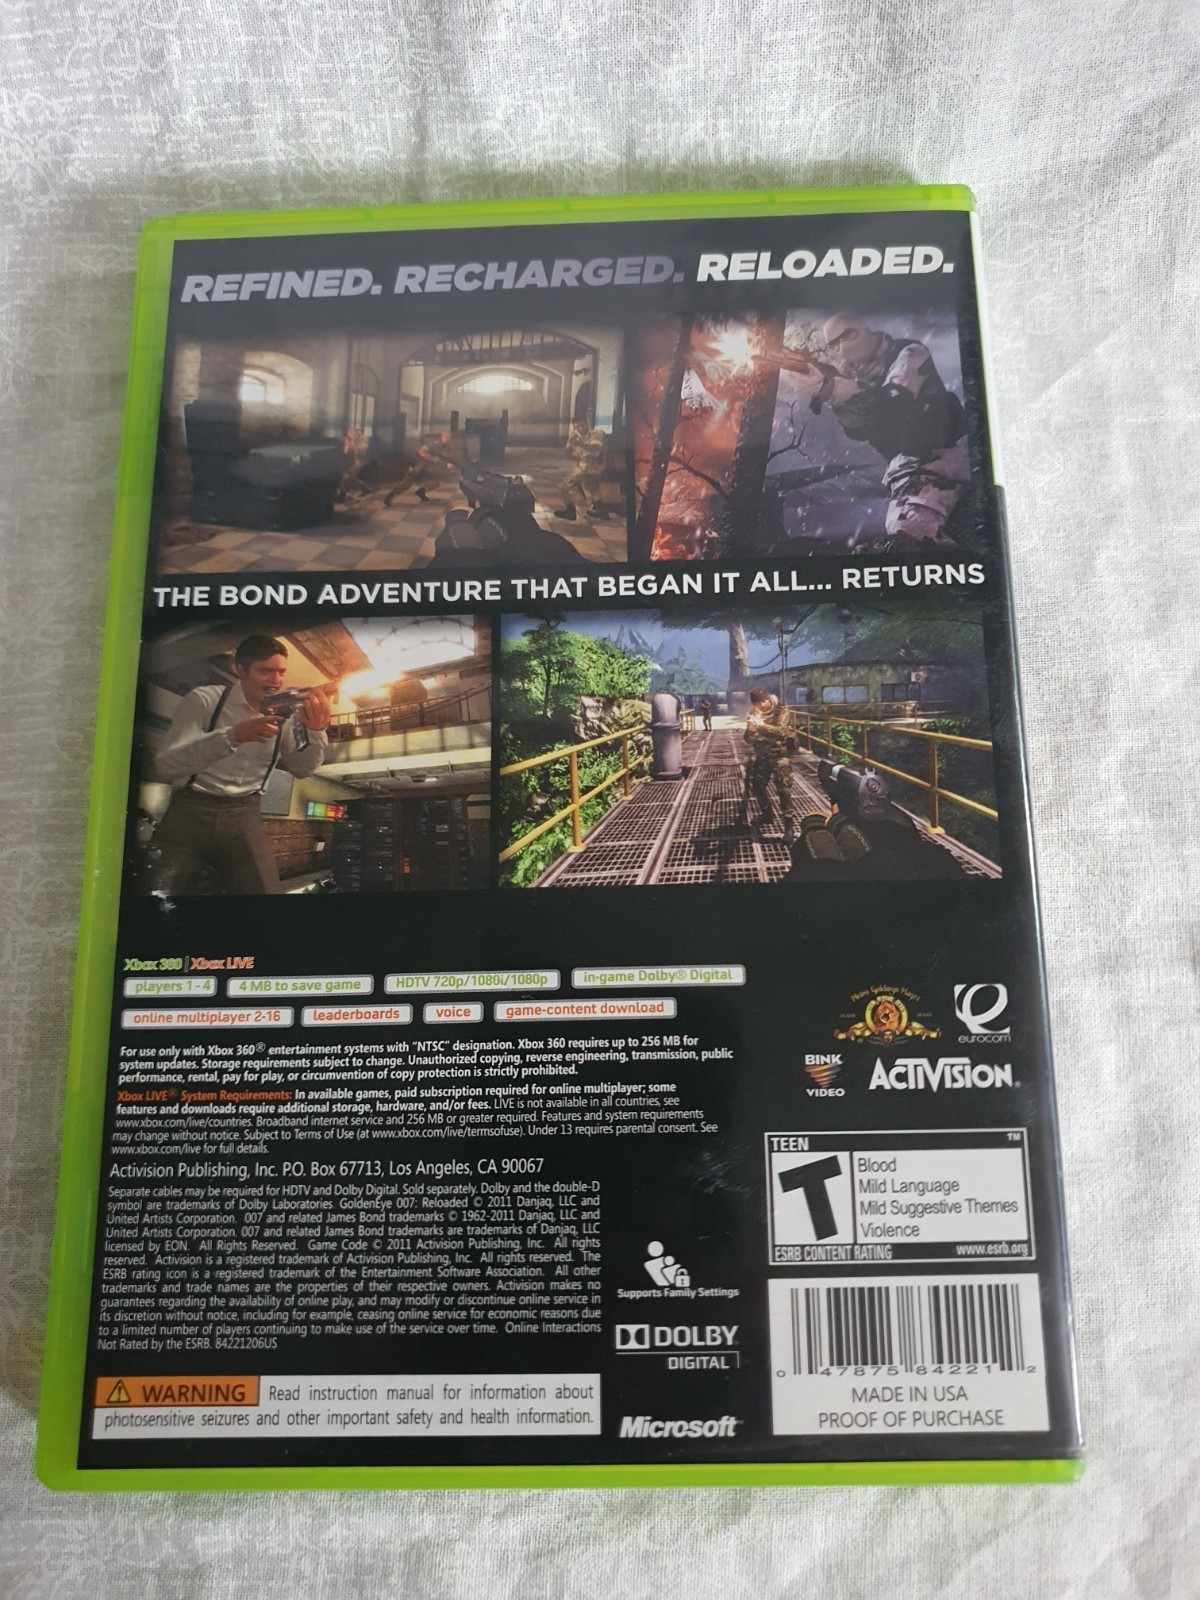 REFINED. RECHARGED. RELOADED.
THE BOND ADVENTURE THAT BEGAN IT ALL... RETURNS
Xbox 360 | Xbox LIVE
players 1 - 4
4 MB to save game
HDTV 720p/1080i/1080p
in-game Dolby® Digital
online multiplayer 2-16
leaderboards
voice
game-content download
For use only with Xbox 360® entertainment systems with "NTSC" designation. Xbox 360 requires up to 256 MB for
system updates. Storage requirements subject to change. Unauthorized copying, reverse engineering, transmission, public
performance, rental, pay for play, or circumvention of copy protection is strictly prohibited.
Xbox LIVE® System Requirements: In available games, paid subscription required for online multiplayer; some
features and downloads require additional storage, hardware, and/or fees. LIVE is not available in all countries, see
www.xbox.com/live/countries. Broadband internet service and 256 MB or greater required. Features and system requirements
may change without notice. Subject to Terms of Use (at www.xbox.com/live/termsofuse). Under 13 requires parental consent. See
www.xbox.com/live for full details.
Activision Publishing, Inc. P.O. Box 67713, Los Angeles, CA 90067
Separate cables may be required for HDTV and Dolby Digital. Sold separately. Dolby and the double-D
symbol are trademarks of Dolby Laboratories. GoldenEye 007: Reloaded © 2011 Danjaq, LLC and
United Artists Corporation. 007 and related James Bond trademarks © 1962-2011 Danjaq, LLC and
United Artists Corporation. 007 and related James Bond trademarks are trademarks of Danjaq, LLC
licensed by EON. All Rights Reserved. Game Code © 2011 Activision Publishing, Inc. All rights
reserved. Activision is a registered trademark of Activision Publishing, Inc. All rights reserved. The
ESRB rating icon is a registered trademark of the Entertainment Software Association. All other
trademarks and trade names are the properties of their respective owners. Activision makes no
guarantees regarding the availability of online play, and may modify or discontinue online service in
its discretion without notice, including for example, ceasing online service for economic reasons due
to a limited number of players continuing to make use of the service over time. Online Interactions
Not Rated by the ESRB. 84221206US
WARNING Read instruction manual for information about
photosensitive seizures and other important safety and health information.
Supports Family Settings
DOLBY
DIGITAL
Microsoft
Metro Goldwyn Mayer
TRADE MARK
eurocom
BINK
VIDEO
ACTIVISION®
TEEN TM
T
Blood
Mild Language
Mild Suggestive Themes
Violence
ESRB CONTENT RATING www.esrb.org
0 47875 84221 2
MADE IN USA
PROOF OF PURCHASE